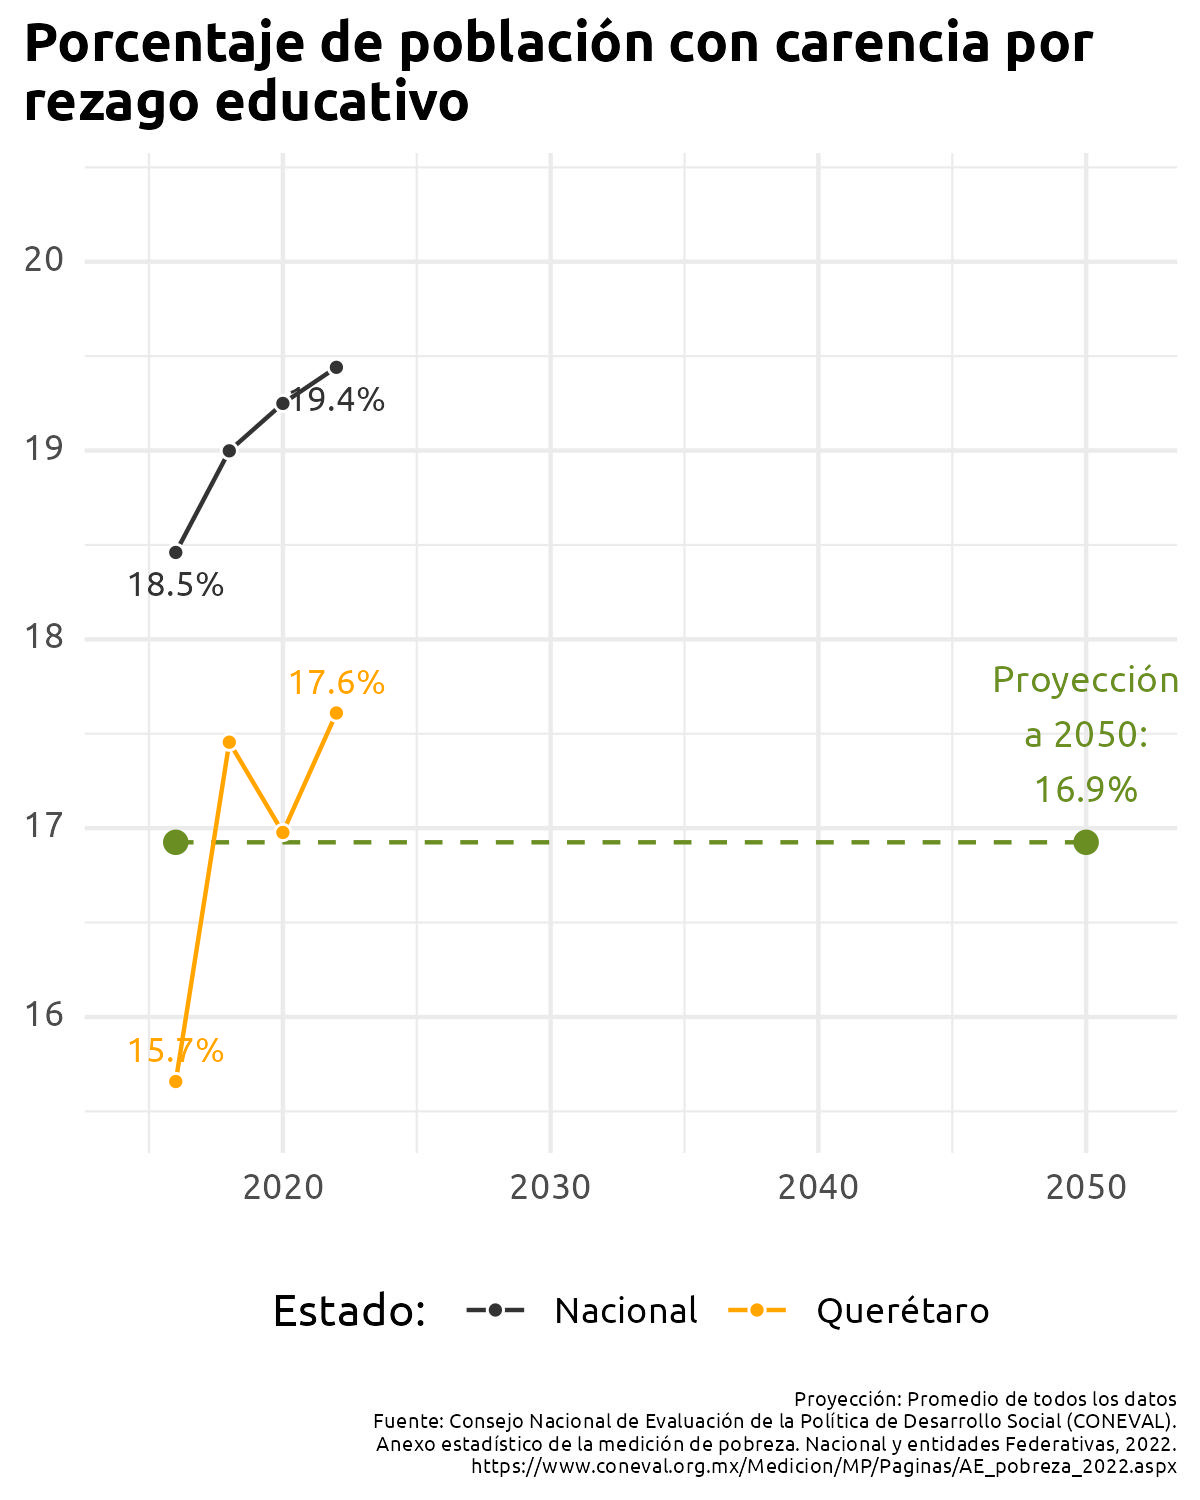 Porcentaje de población con carencia por
rezago educativo
20
19.4%
19
18.5%
18
17.6%
Proyección
a 2050:
16.9%
17
16
15.7%
2020 2030 2040 2050
Estado: Nacional Querétaro
Proyección: Promedio de todos los datos
Fuente: Consejo Nacional de Evaluación de la Política de Desarrollo Social (CONEVAL).
Anexo estadístico de la medición de pobreza. Nacional y entidades Federativas, 2022.
https://www.coneval.org.mx/Medicion/MP/Paginas/AE_pobreza_2022.aspx